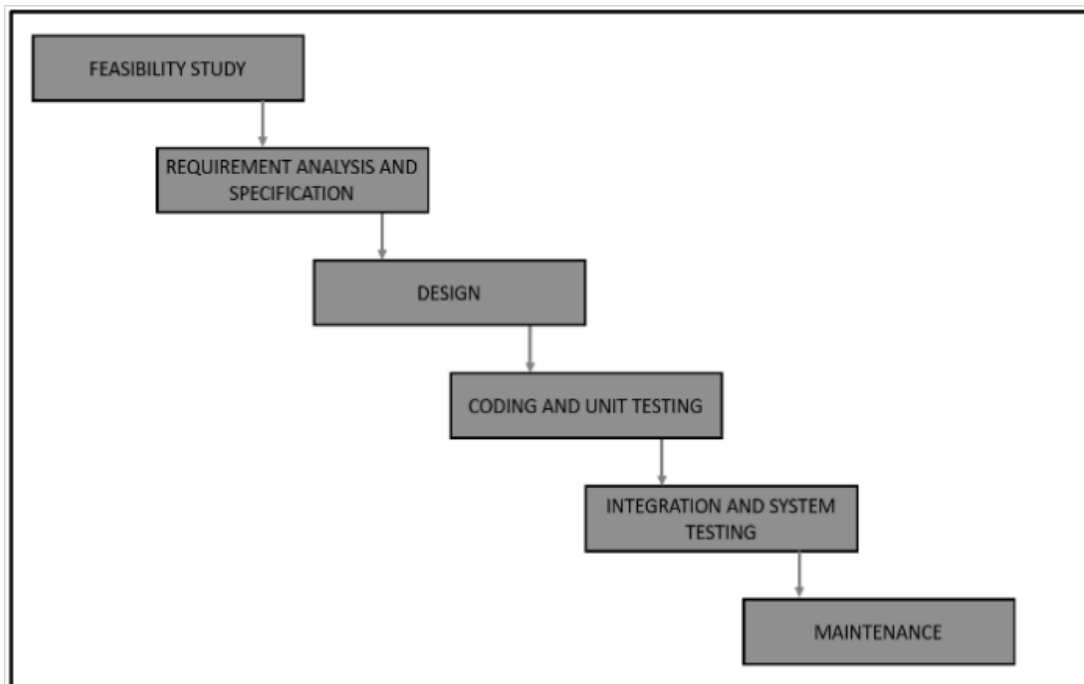 FEASIBILITY STUDY
REQUIREMENT ANALYSIS AND
SPECIFICATION
DESIGN
CODING AND UNIT TESTING
INTEGRATION AND SYSTEM
TESTING
MAINTENANCE